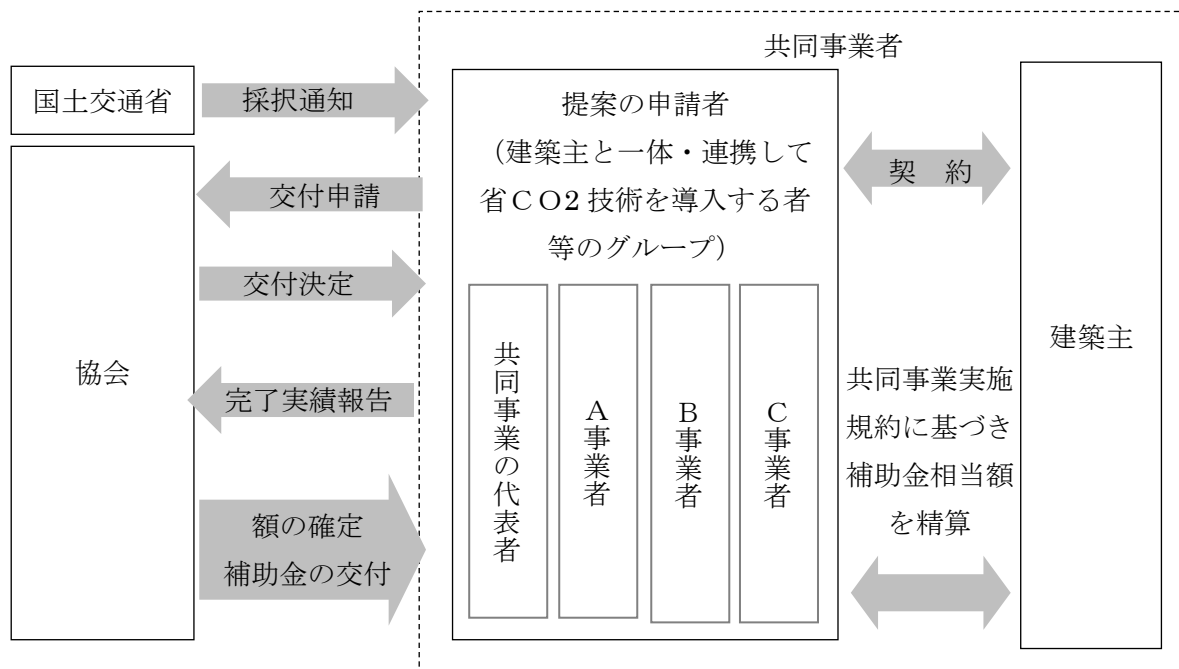 共同事業者
国土交通省
採択通知
提案の申請者
（建築主と一体・連携して
省ＣＯ2技術を導入する者
等のグループ）
契　約
交付申請
交付決定
協会
完了実績報告
額の確定
補助金の交付
共同事業の代表者
Ａ事業者
Ｂ事業者
Ｃ事業者
共同事業実施
規約に基づき
補助金相当額
を精算
建築主